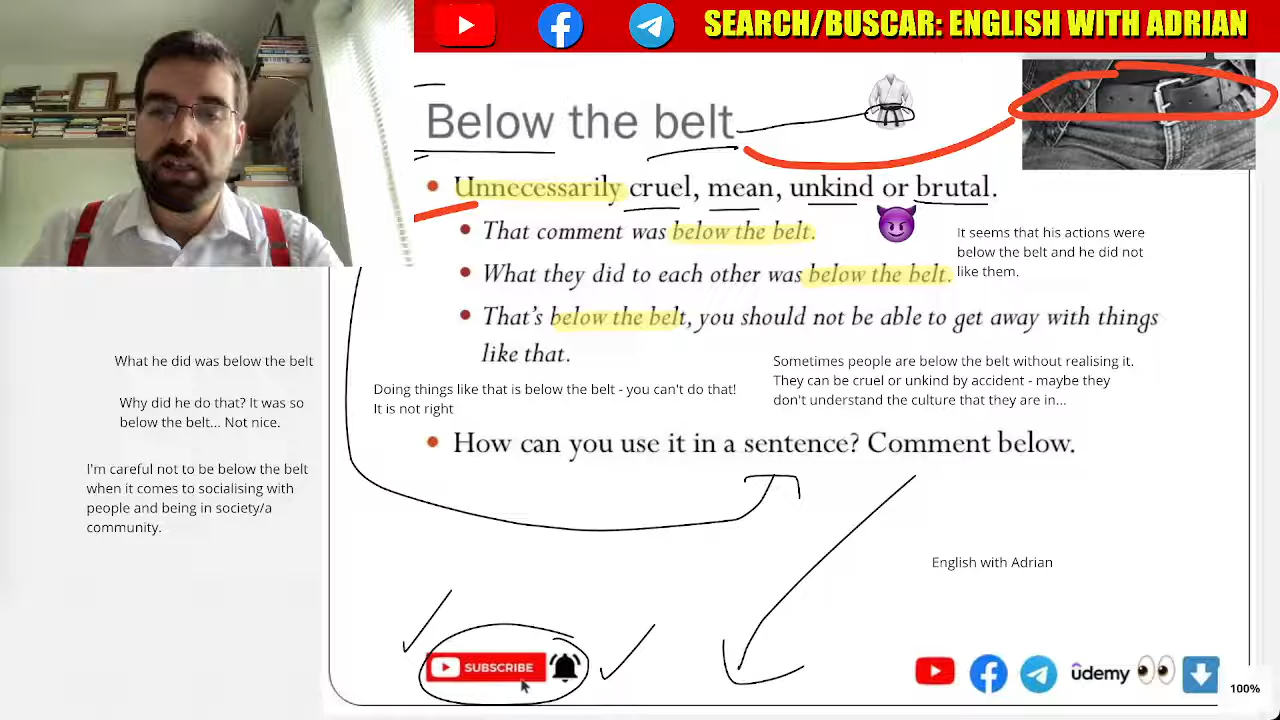 SEARCH/BUSCAR: ENGLISH WITH ADRIAN
Below the belt
Unnecessarily cruel, mean, unkind or brutal.
That comment was below the belt.
What they did to each other was below the belt.
That's below the belt, you should not be able to get away with things
like that.
It seems that his actions were
below the belt and he did not
like them.
What he did was below the belt
Why did he do that? It was so
below the belt... Not nice.
I'm careful not to be below the belt
when it comes to socialising with
people and being in society/a
community.
Doing things like that is below the belt - you can't do that!
It is not right
Sometimes people are below the belt without realising it.
They can be cruel or unkind by accident - maybe they
don't understand the culture that they are in...
How can you use it in a sentence? Comment below.
English with Adrian
SUBSCRIBE
ûdemy
100%